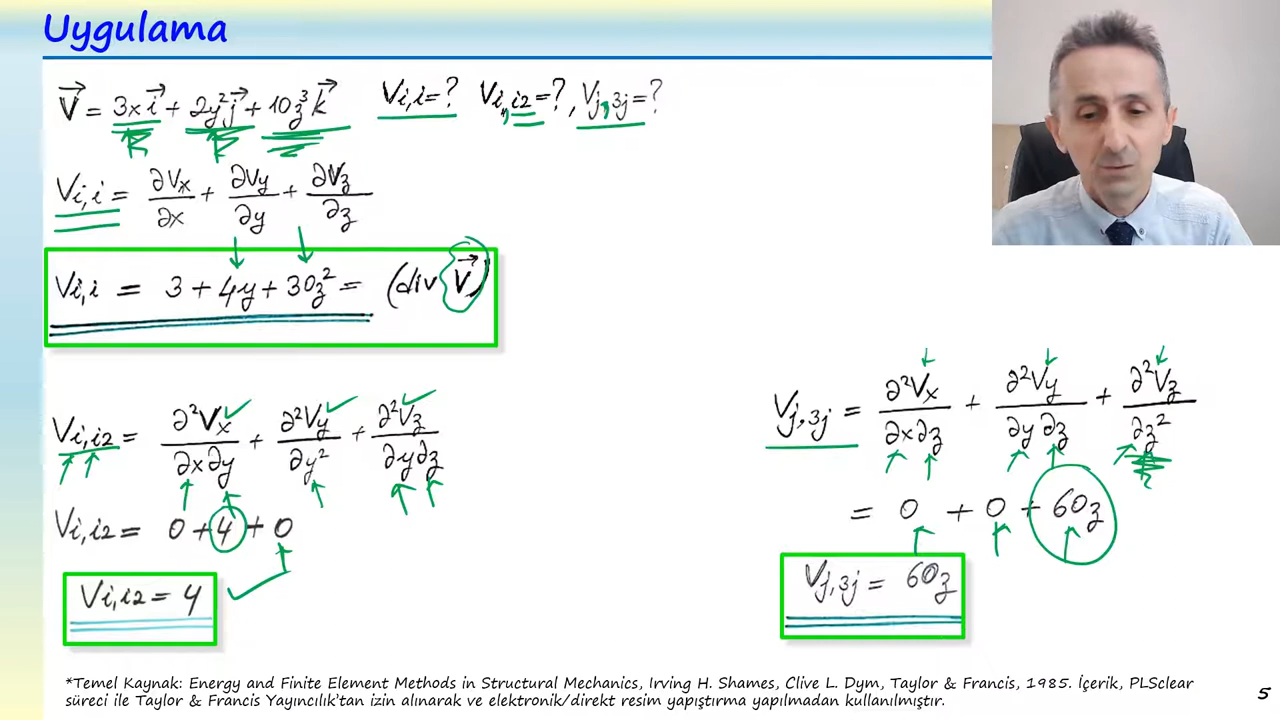 Uygulama
V⃗ = 3x i⃗ + 2y² j⃗ + 10z³ k⃗   Vi,i = ?   Vi,i2 = ?, Vj,3j = ?
Vi,i = ∂Vx/∂x + ∂Vy/∂y + ∂Vz/∂z
Vi,i = 3 + 4y + 30z² = (div V⃗)
Vi,i2 = ∂²Vx/∂x∂y + ∂²Vy/∂y² + ∂²Vz/∂y∂z
Vi,i2 = 0 + 4 + 0
Vi,i2 = 4
Vj,3j = ∂²Vx/∂x∂z + ∂²Vy/∂y∂z + ∂²Vz/∂z²
= 0 + 0 + 60z
Vj,3j = 60z
*Temel Kaynak: Energy and Finite Element Methods in Structural Mechanics, Irving H. Shames, Clive L. Dym, Taylor & Francis, 1985. İçerik, PLSclear
süreci ile Taylor & Francis Yayıncılık'tan izin alınarak ve elektronik/direkt resim yapıştırma yapılmadan kullanılmıştır.
5